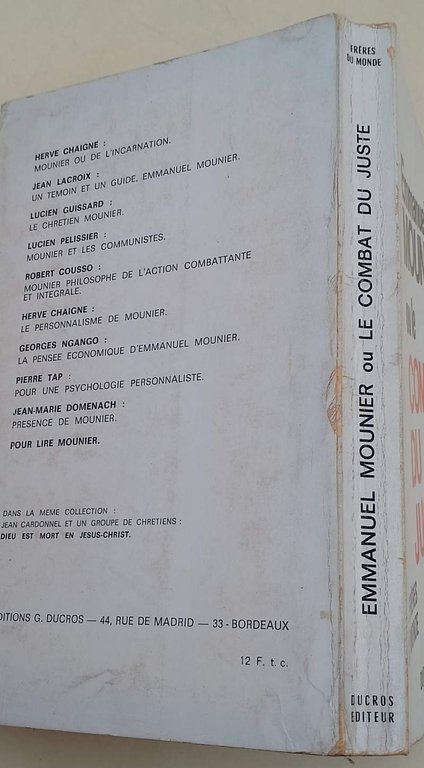 HERVE CHAIGNE :
MOUNIER OU DE L'INCARNATION.
JEAN LACROIX :
UN TEMOIN ET UN GUIDE, EMMANUEL MOUNIER.
LUCIEN GUISSARD :
LE CHRETIEN MOUNIER.
LUCIEN PELISSIER :
MOUNIER ET LES COMMUNISTES.
ROBERT COUSSO :
MOUNIER PHILOSOPHE DE L'ACTION COMBATTANTE
ET INTEGRALE.
HERVE CHAIGNE :
LE PERSONNALISME DE MOUNIER.
GEORGES NGANGO :
LA PENSEE ECONOMIQUE D'EMMANUEL MOUNIER.
PIERRE TAP :
POUR UNE PSYCHOLOGIE PERSONNALISTE.
JEAN-MARIE DOMENACH :
PRESENCE DE MOUNIER.
POUR LIRE MOUNIER.
DANS LA MEME COLLECTION :
JEAN CARDONNEL ET UN GROUPE DE CHRETIENS :
DIEU EST MORT EN JESUS-CHRIST.
DITIONS G. DUCROS — 44, RUE DE MADRID — 33 - BORDEAUX
12 F. t. c.
FRÈRES
DU MONDE
EMMANUEL MOUNIER ou LE COMBAT DU JUSTE
DUCROS
EDITEUR
DU